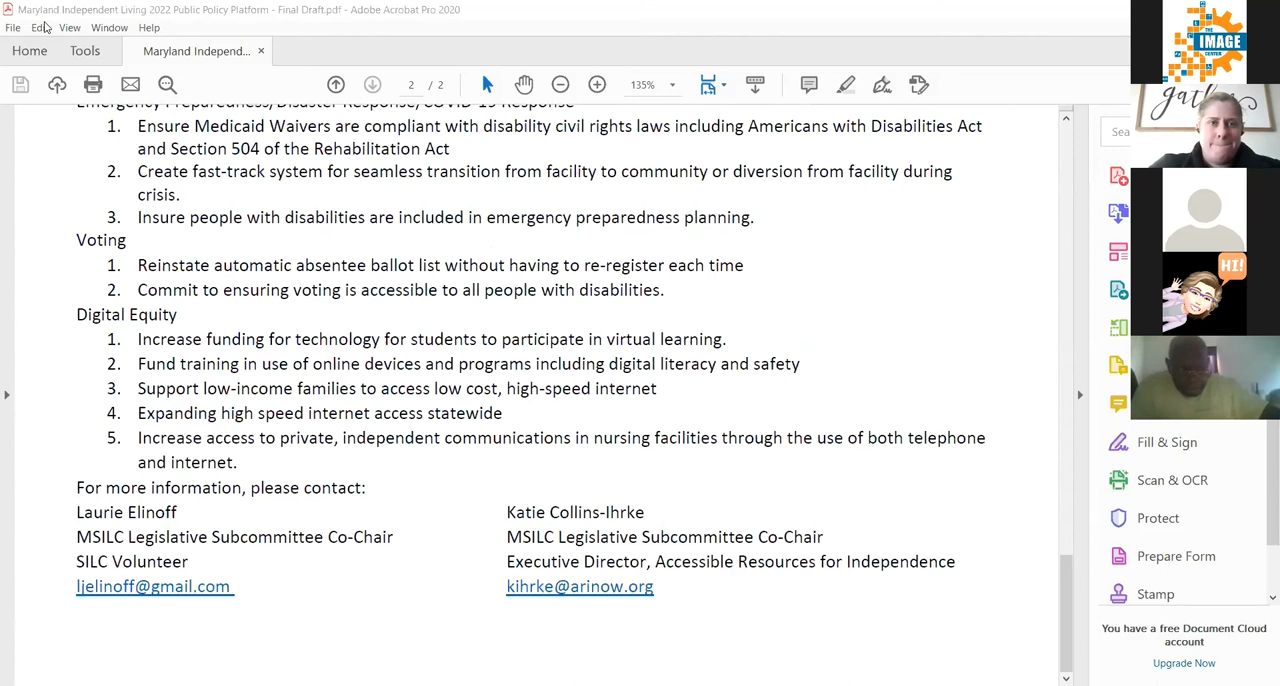 Maryland Independent Living 2022 Public Policy Platform - Final Draft.pdf - Adobe Acrobat Pro 2020
File Edit View Window Help
Home Tools Maryland Independ... ×
2 / 2 135%
Emergency Preparedness/Disaster Response/COVID-19 Response
1. Ensure Medicaid Waivers are compliant with disability civil rights laws including Americans with Disabilities Act
and Section 504 of the Rehabilitation Act
2. Create fast-track system for seamless transition from facility to community or diversion from facility during
crisis.
3. Insure people with disabilities are included in emergency preparedness planning.
Voting
1. Reinstate automatic absentee ballot list without having to re-register each time
2. Commit to ensuring voting is accessible to all people with disabilities.
Digital Equity
1. Increase funding for technology for students to participate in virtual learning.
2. Fund training in use of online devices and programs including digital literacy and safety
3. Support low-income families to access low cost, high-speed internet
4. Expanding high speed internet access statewide
5. Increase access to private, independent communications in nursing facilities through the use of both telephone
and internet.
For more information, please contact:
Laurie Elinoff Katie Collins-Ihrke
MSILC Legislative Subcommittee Co-Chair MSILC Legislative Subcommittee Co-Chair
SILC Volunteer Executive Director, Accessible Resources for Independence
ljelinoff@gmail.com kihrke@arinow.org
THE
IMAGE
CENTER
gather
Sea
HI!
Fill & Sign
Scan & OCR
Protect
Prepare Form
Stamp
You have a free Document Cloud
account
Upgrade Now